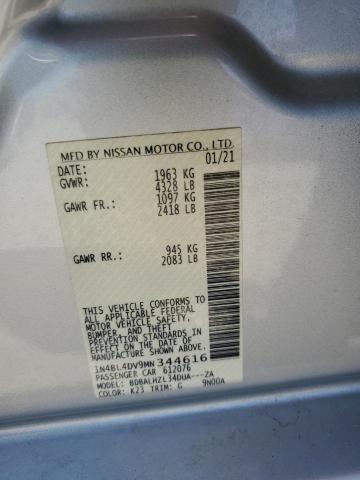 MFD BY NISSAN MOTOR CO., LTD.
DATE: 01/21
GVWR: 1963 KG
4328 LB
GAWR FR.: 1097 KG
2418 LB
GAWR RR.: 945 KG
2083 LB
THIS VEHICLE CONFORMS TO
ALL APPLICABLE FEDERAL
MOTOR VEHICLE SAFETY,
BUMPER, AND THEFT
PREVENTION STANDARDS IN
EFFECT ON THE DATE OF
MANUFACTURE SHOWN ABOVE.
1N4BL4DV9MN344616
PASSENGER CAR 612076
MODEL: BDBALHZL34DUA---ZA
COLOR: K23 TRIM: G 9N00A